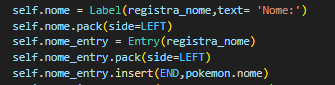 self.nome = Label(registra_nome,text= 'Nome:')
self.nome.pack(side=LEFT)
self.nome_entry = Entry(registra_nome)
self.nome_entry.pack(side=LEFT)
self.nome_entry.insert(END,pokemon.nome)